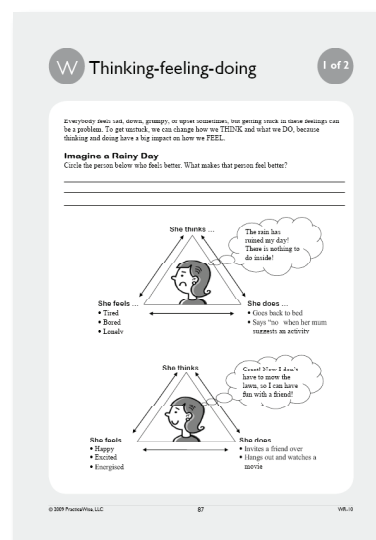 W Thinking-feeling-doing
1 of 2
Everybody feels sad, down, grumpy, or upset sometimes, but getting stuck in these feelings can
be a problem. To get unstuck, we can change how we THINK and what we DO, because
thinking and doing have a big impact on how we FEEL.
Imagine a Rainy Day
Circle the person below who feels better. What makes that person feel better?
She thinks ...
The rain has
ruined my day!
There is nothing to
do inside!
She feels ...
• Tired
• Bored
• Lonely
She does ...
• Goes back to bed
• Says "no when her mum
suggests an activity
She thinks
Great! Now I don't
have to mow the
lawn, so I can have
fun with a friend!
She feels
• Happy
• Excited
• Energised
She does
• Invites a friend over
• Hangs out and watches a
movie
© 2009 PracticeWise, LLC
87
WR-10